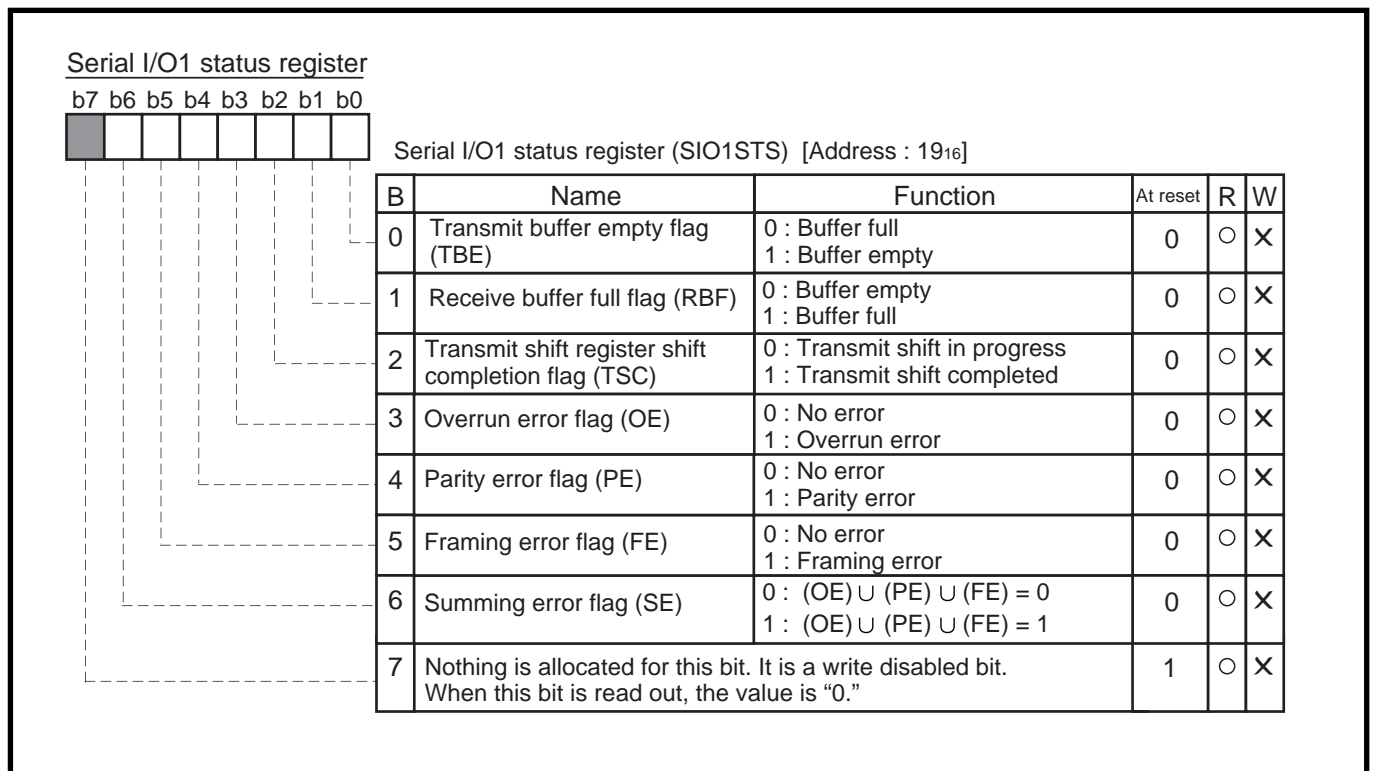 Serial I/O1 status register
b7 b6 b5 b4 b3 b2 b1 b0
Serial I/O1 status register (SIO1STS) [Address : 19₁₆]
B Name Function At reset R W
0 Transmit buffer empty flag (TBE) 0 : Buffer full 0 ○ ×
1 : Buffer empty
1 Receive buffer full flag (RBF) 0 : Buffer empty 0 ○ ×
1 : Buffer full
2 Transmit shift register shift completion flag (TSC) 0 : Transmit shift in progress 0 ○ ×
1 : Transmit shift completed
3 Overrun error flag (OE) 0 : No error 0 ○ ×
1 : Overrun error
4 Parity error flag (PE) 0 : No error 0 ○ ×
1 : Parity error
5 Framing error flag (FE) 0 : No error 0 ○ ×
1 : Framing error
6 Summing error flag (SE) 0 : (OE) ∪ (PE) ∪ (FE) = 0 0 ○ ×
1 : (OE) ∪ (PE) ∪ (FE) = 1
7 Nothing is allocated for this bit. It is a write disabled bit. 1 ○ ×
When this bit is read out, the value is “0.”